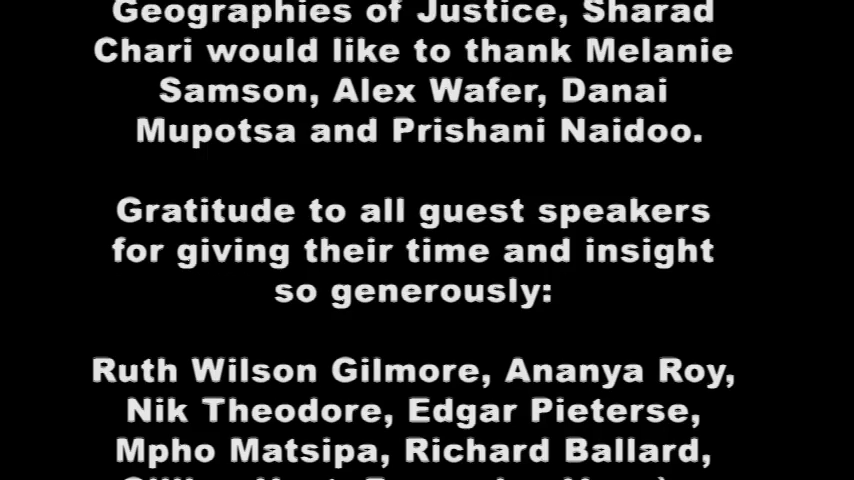 Geographies of Justice, Sharad
Chari would like to thank Melanie
Samson, Alex Wafer, Danai
Mupotsa and Prishani Naidoo.
Gratitude to all guest speakers
for giving their time and insight
so generously:
Ruth Wilson Gilmore, Ananya Roy,
Nik Theodore, Edgar Pieterse,
Mpho Matsipa, Richard Ballard,